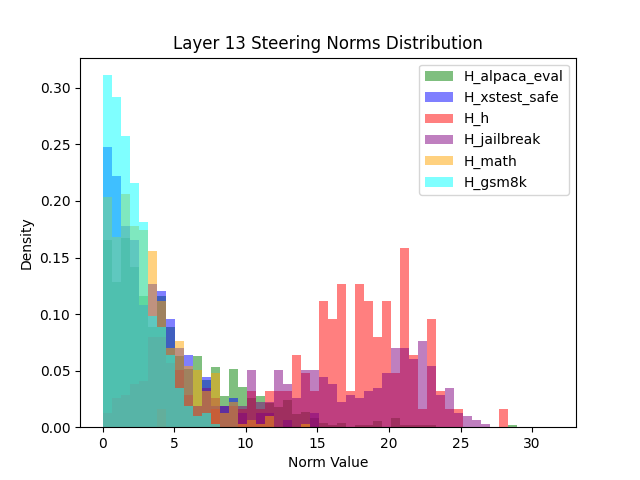 Layer 13 Steering Norms Distribution
H_alpaca_eval
H_xstest_safe
H_h
H_jailbreak
H_math
H_gsm8k
Density
0.30
0.25
0.20
0.15
0.10
0.05
0.00
0 5 10 15 20 25 30
Norm Value